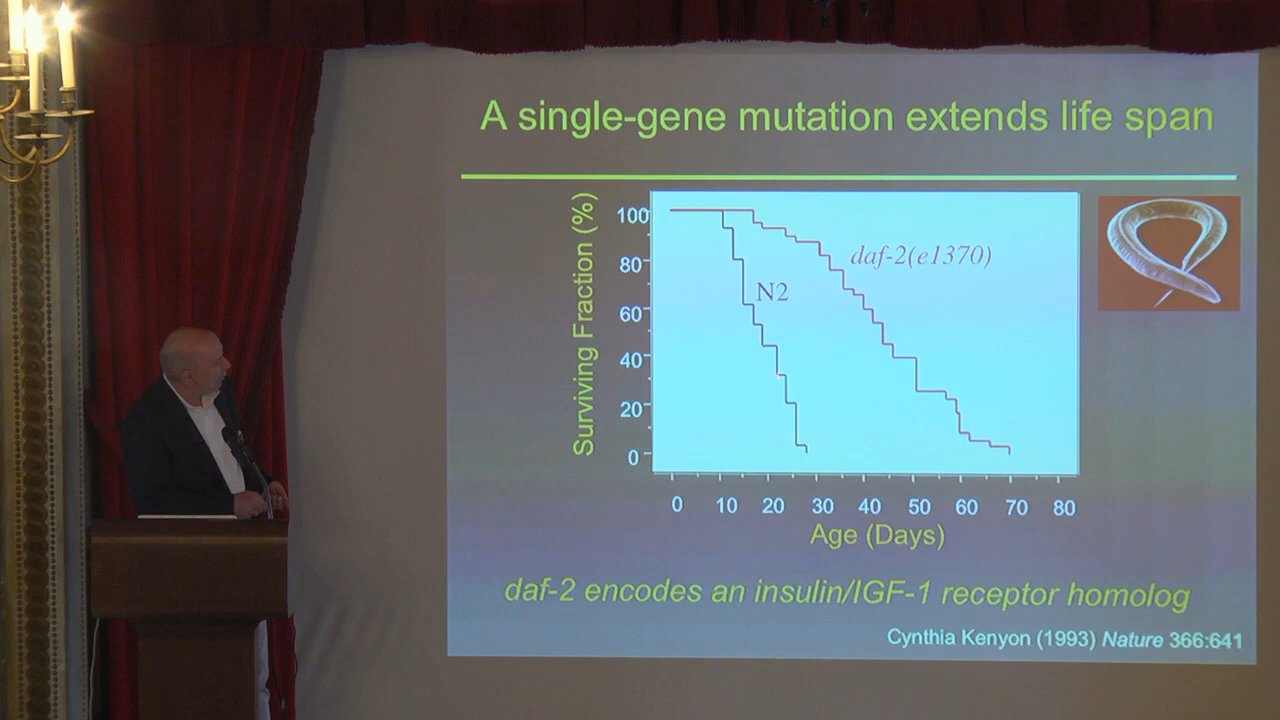 A single-gene mutation extends life span
Surviving Fraction (%)
100
80
60
40
20
0
daf-2(e1370)
N2
0 10 20 30 40 50 60 70 80
Age (Days)
daf-2 encodes an insulin/IGF-1 receptor homolog
Cynthia Kenyon (1993) Nature 366:641